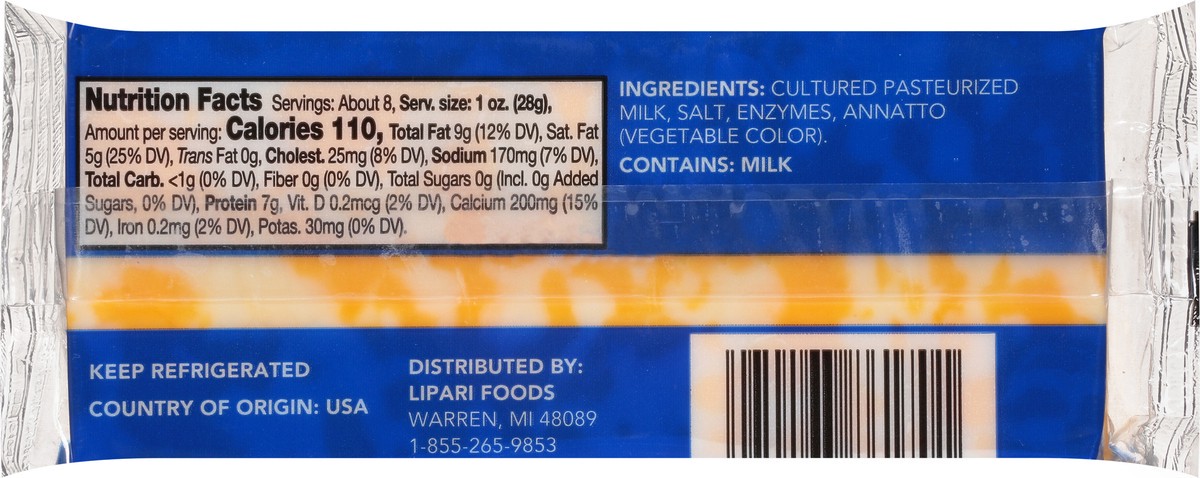 Nutrition Facts Servings: About 8, Serv. size: 1 oz. (28g),
Amount per serving: Calories 110, Total Fat 9g (12% DV), Sat. Fat
5g (25% DV), Trans Fat 0g, Cholest. 25mg (8% DV), Sodium 170mg (7% DV),
Total Carb. <1g (0% DV), Fiber 0g (0% DV), Total Sugars 0g (Incl. 0g Added
Sugars, 0% DV), Protein 7g, Vit. D 0.2mcg (2% DV), Calcium 200mg (15%
DV), Iron 0.2mg (2% DV), Potas. 30mg (0% DV).
INGREDIENTS: CULTURED PASTEURIZED
MILK, SALT, ENZYMES, ANNATTO
(VEGETABLE COLOR).
CONTAINS: MILK
KEEP REFRIGERATED
COUNTRY OF ORIGIN: USA
DISTRIBUTED BY:
LIPARI FOODS
WARREN, MI 48089
1-855-265-9853